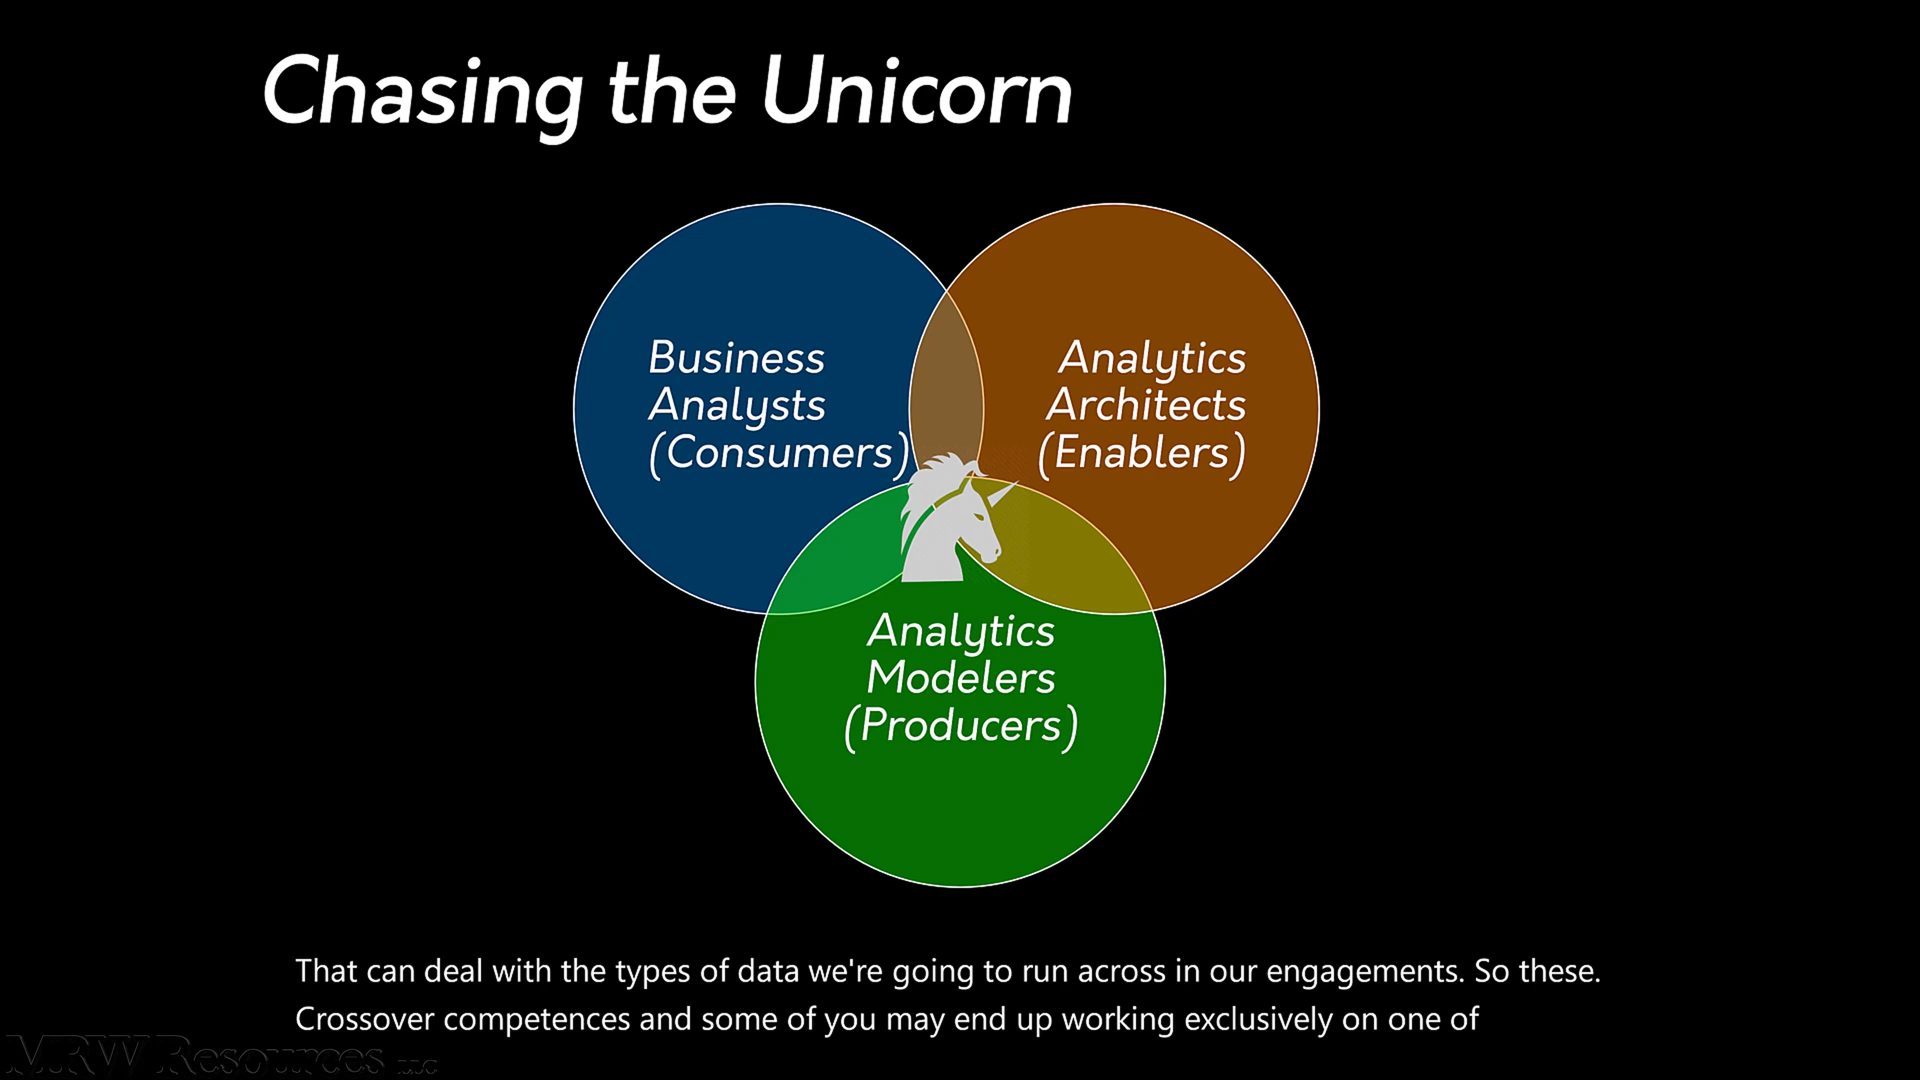 Chasing the Unicorn
Business
Analysts
(Consumers)
Analytics
Architects
(Enablers)
Analytics
Modelers
(Producers)
That can deal with the types of data we're going to run across in our engagements. So these.
Crossover competences and some of you may end up working exclusively on one of
MRW Resources LLC